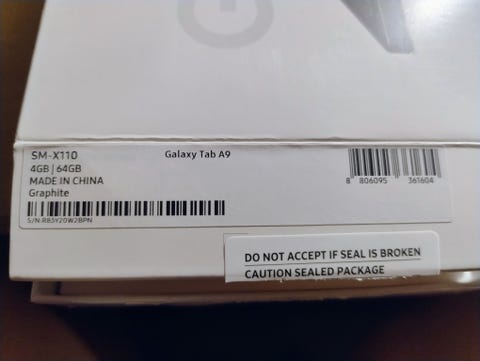 SM-X110
Galaxy Tab A9
4GB | 64GB
MADE IN CHINA
Graphite
8 806095 361604
S/N:R83Y20W2BPN
DO NOT ACCEPT IF SEAL IS BROKEN
CAUTION SEALED PACKAGE